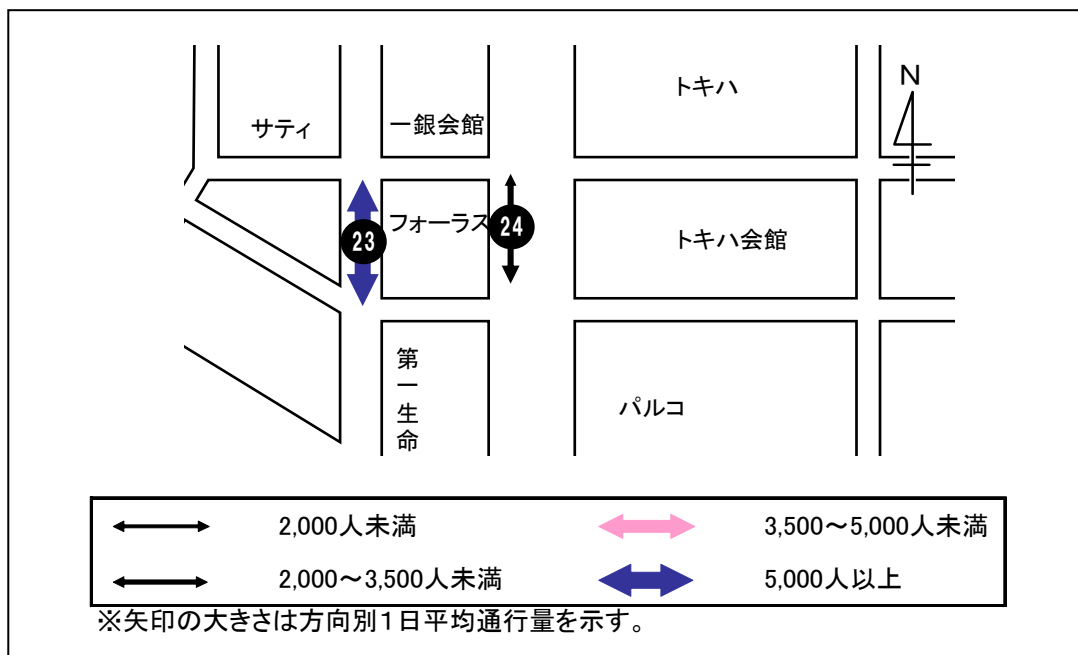 トキハ
N
サティ
一銀会館
フォーラス
23
24
トキハ会館
第一生命
パルコ
2,000人未満
3,500～5,000人未満
2,000～3,500人未満
5,000人以上
※矢印の大きさは方向別１日平均通行量を示す。